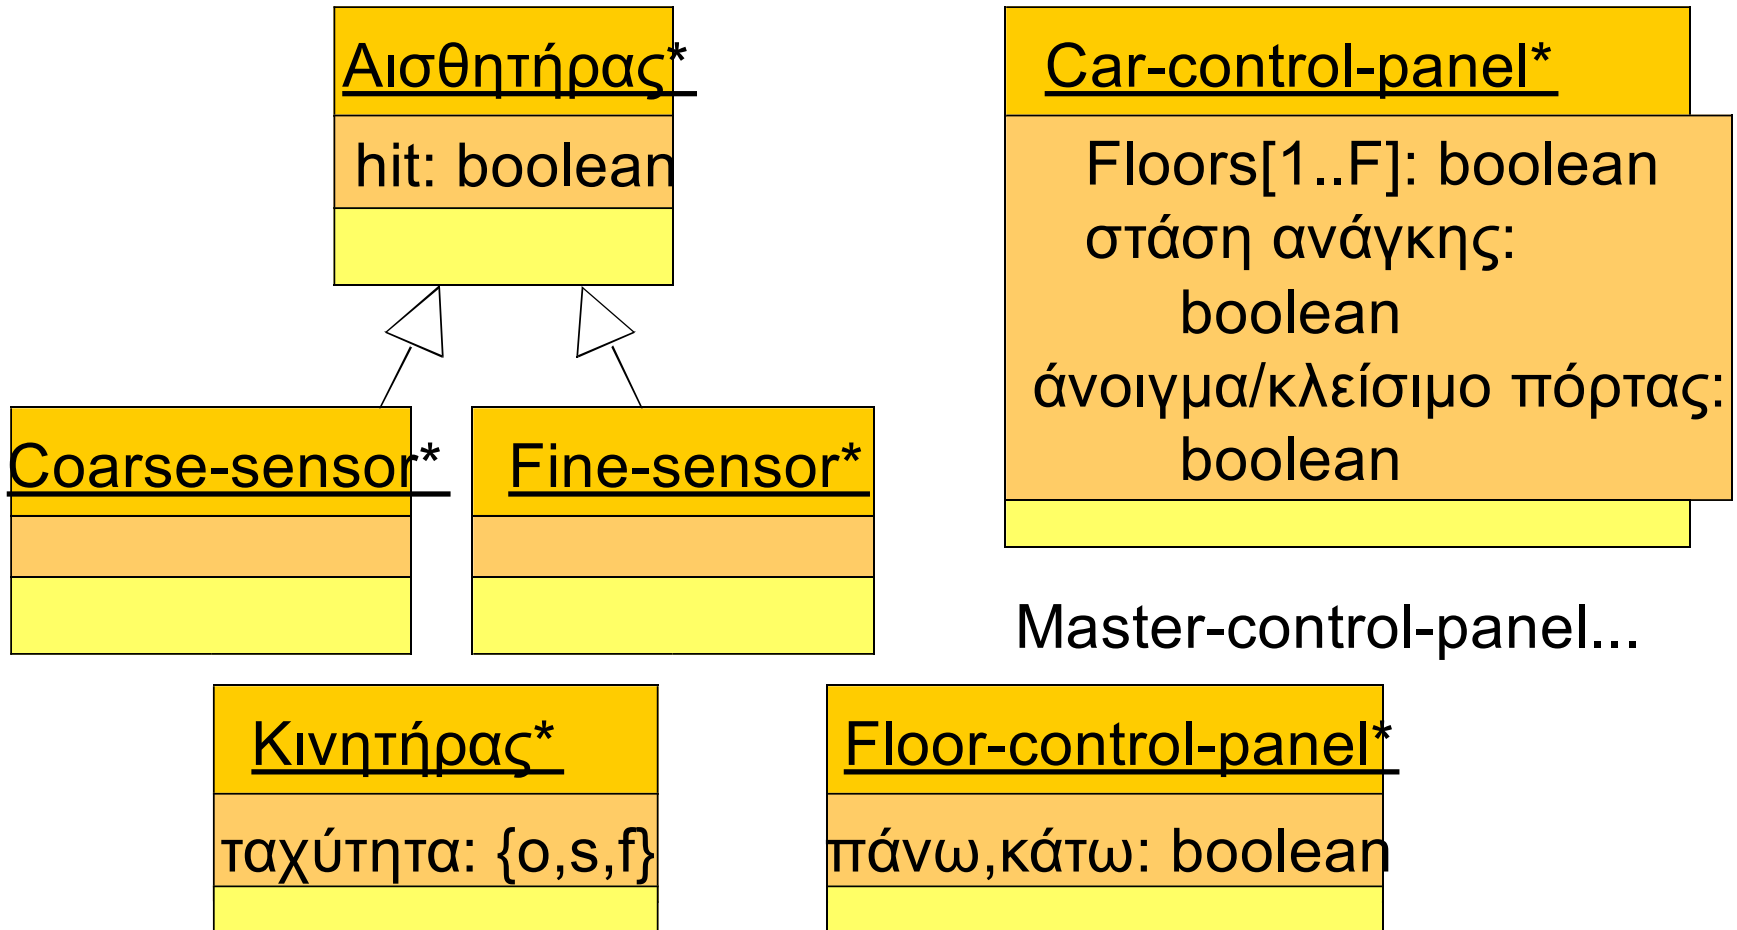 Αισθητήρας*
hit: boolean
Coarse-sensor*
Fine-sensor*
Car-control-panel*
Floors[1..F]: boolean
στάση ανάγκης:
boolean
άνοιγμα/κλείσιμο πόρτας:
boolean
Master-control-panel...
Κινητήρας*
ταχύτητα: {o,s,f}
Floor-control-panel*
πάνω,κάτω: boolean